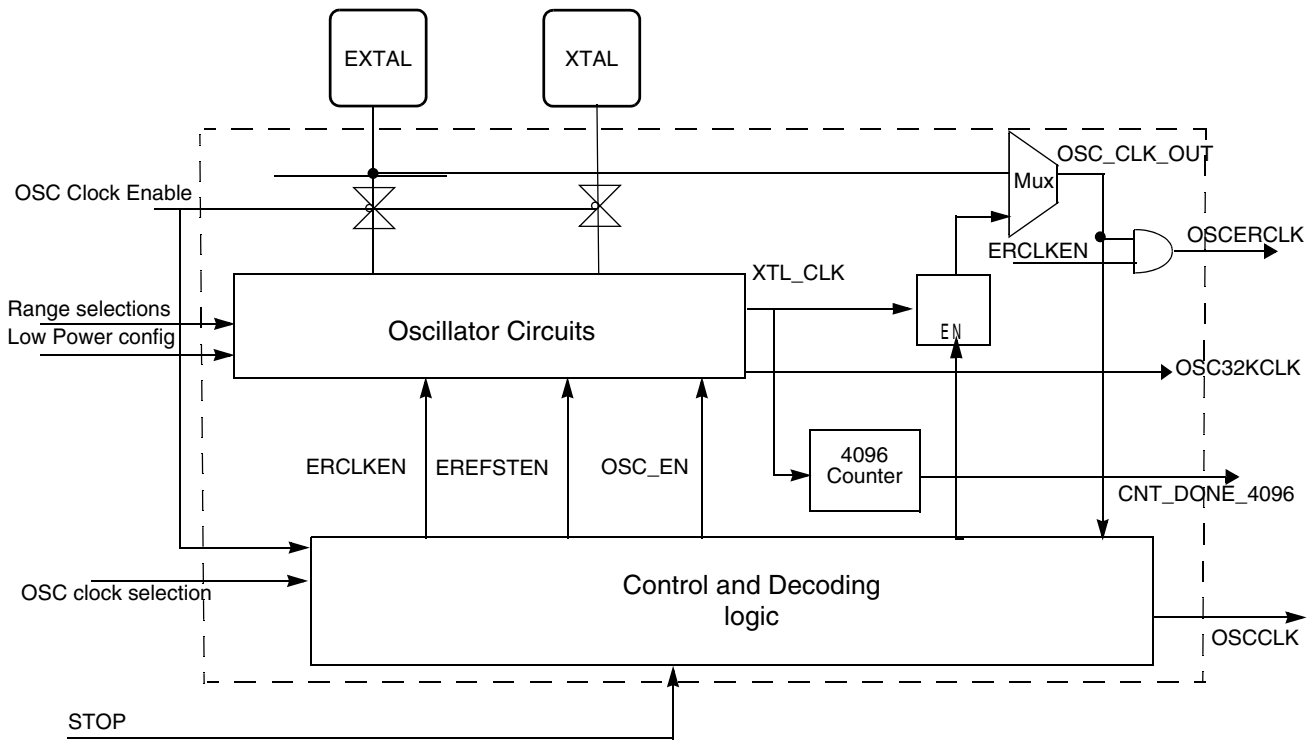 EXTAL
XTAL
OSC_CLK_OUT
Mux
OSC Clock Enable
OSCERCLK
ERCLKEN
XTL_CLK
Range selections
Low Power config
Oscillator Circuits
EN
OSC32KCLK
ERCLKEN
EREFSTEN
OSC_EN
4096
Counter
CNT_DONE_4096
OSC clock selection
Control and Decoding
logic
OSCCLK
STOP